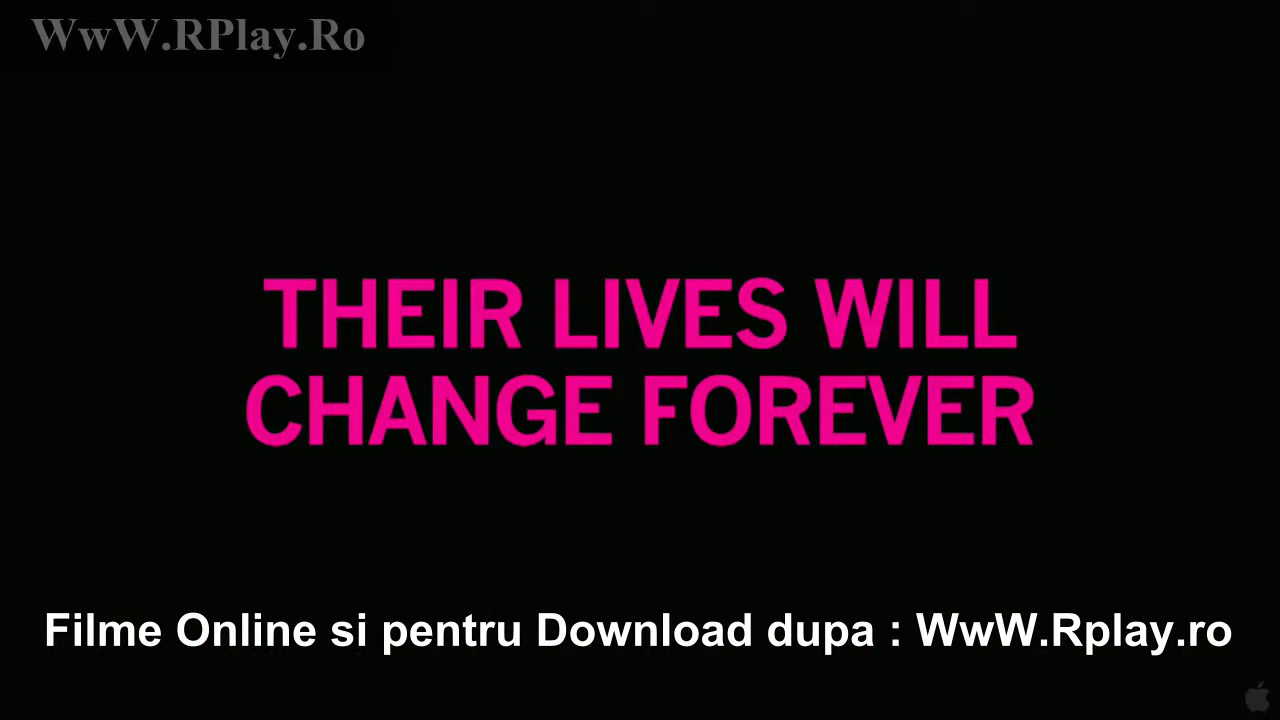 WwW.RPlay.Ro
THEIR LIVES WILL
CHANGE FOREVER
Filme Online si pentru Download dupa : WwW.Rplay.ro